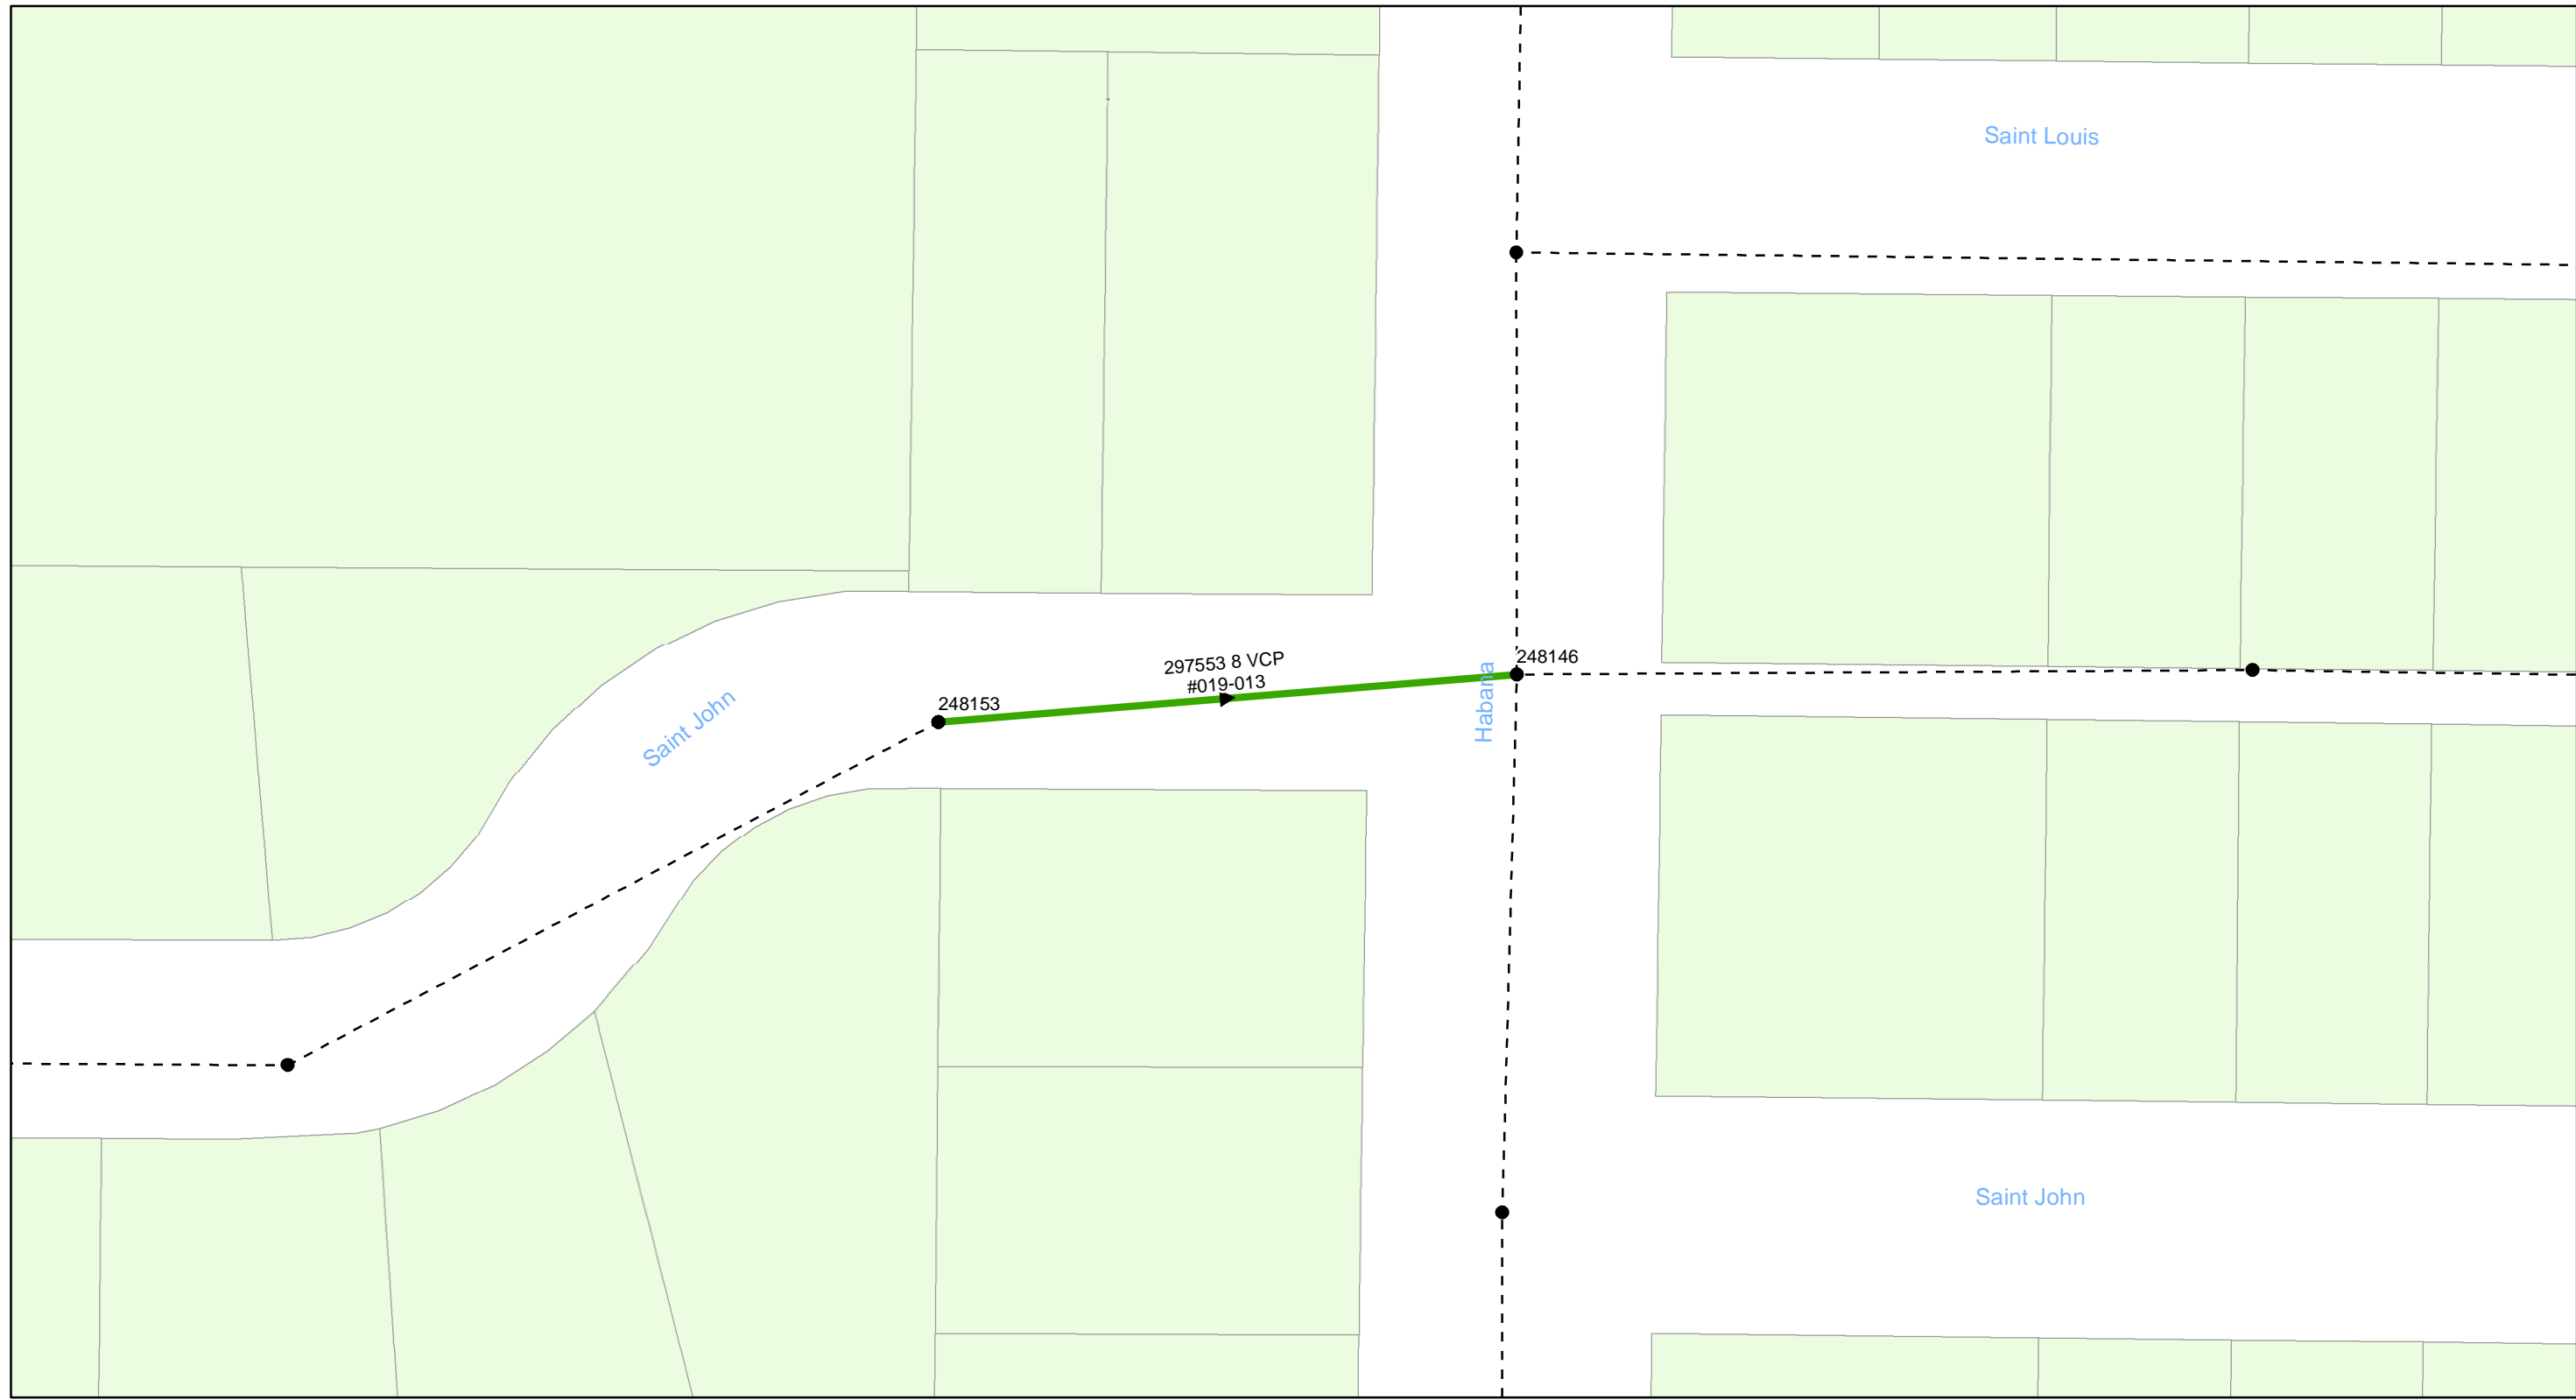 Saint Louis
297553 8 VCP
#019-013
248146
248153
Saint John
Habana
Saint John